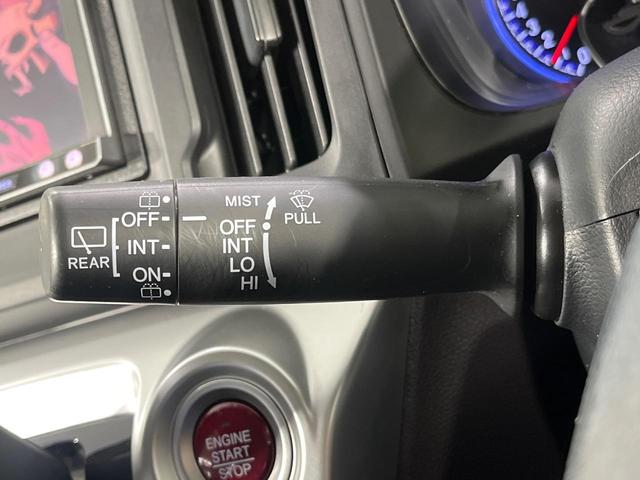 REAR
OFF
INT
ON
MIST
OFF
INT
LO
HI
PULL
ENGINE
START
STOP